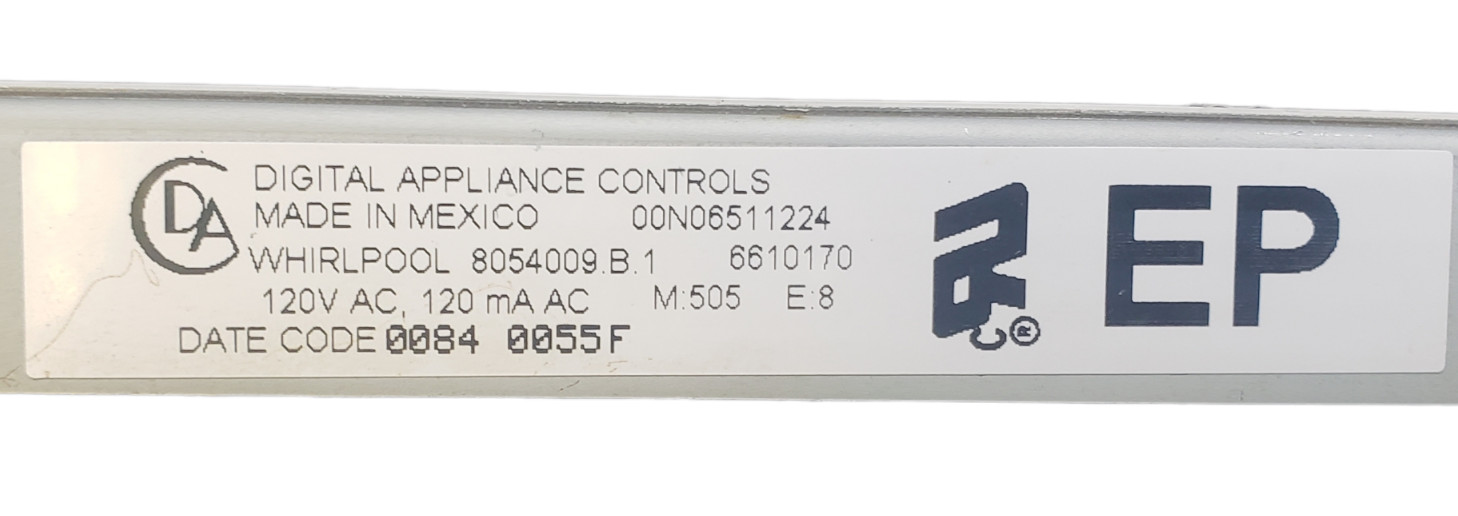 DA
DIGITAL APPLIANCE CONTROLS
MADE IN MEXICO 00N06511224
WHIRLPOOL 8054009.B.1 6610170
120V AC, 120 mA AC M:505 E:8
DATE CODE 0084 0055F
C ®
EP